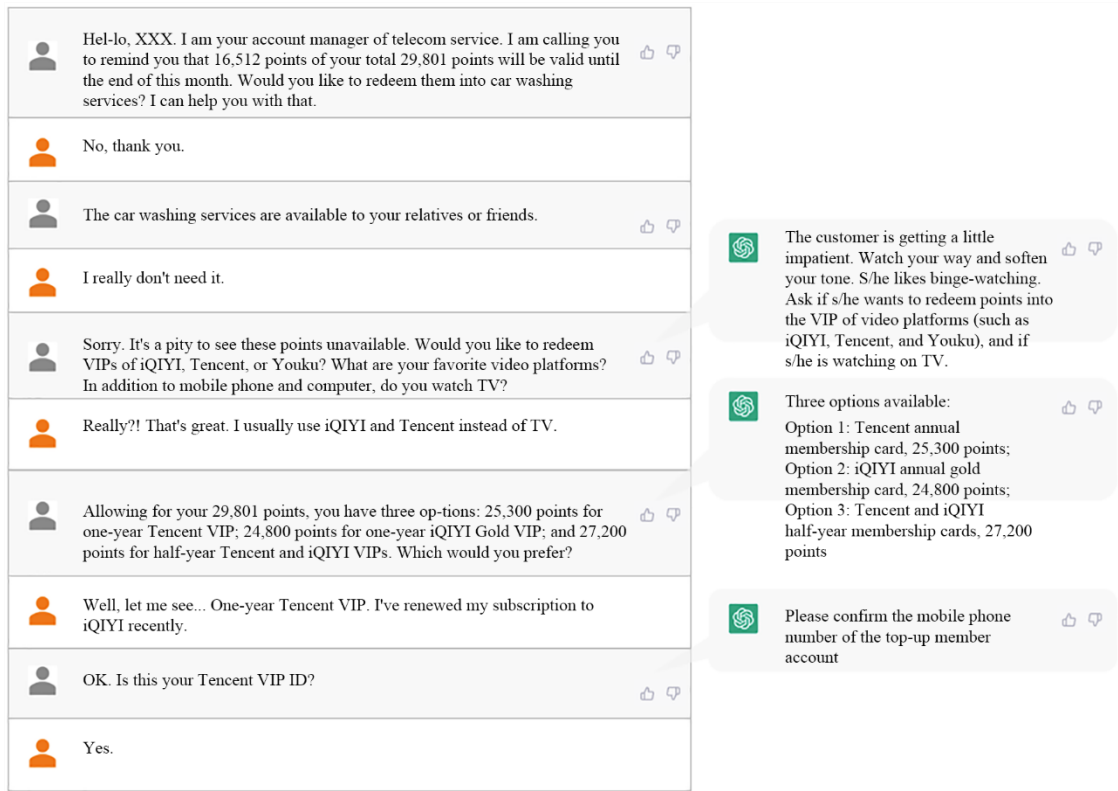 Hel-lo, XXX. I am your account manager of telecom service. I am calling you
to remind you that 16,512 points of your total 29,801 points will be valid until
the end of this month. Would you like to redeem them into car washing
services? I can help you with that.
No, thank you.
The car washing services are available to your relatives or friends.
I really don't need it.
The customer is getting a little
impatient. Watch your way and soften
your tone. S/he likes binge-watching.
Ask if s/he wants to redeem points into
the VIP of video platforms (such as
iQIYI, Tencent, and Youku), and if
s/he is watching on TV.
Sorry. It's a pity to see these points unavailable. Would you like to redeem
VIPs of iQIYI, Tencent, or Youku? What are your favorite video platforms?
In addition to mobile phone and computer, do you watch TV?
Really?! That's great. I usually use iQIYI and Tencent instead of TV.
Three options available:
Option 1: Tencent annual
membership card, 25,300 points;
Option 2: iQIYI annual gold
membership card, 24,800 points;
Option 3: Tencent and iQIYI
half-year membership cards, 27,200
points
Allowing for your 29,801 points, you have three op-tions: 25,300 points for
one-year Tencent VIP; 24,800 points for one-year iQIYI Gold VIP; and 27,200
points for half-year Tencent and iQIYI VIPs. Which would you prefer?
Well, let me see... One-year Tencent VIP. I've renewed my subscription to
iQIYI recently.
Please confirm the mobile phone
number of the top-up member
account
OK. Is this your Tencent VIP ID?
Yes.